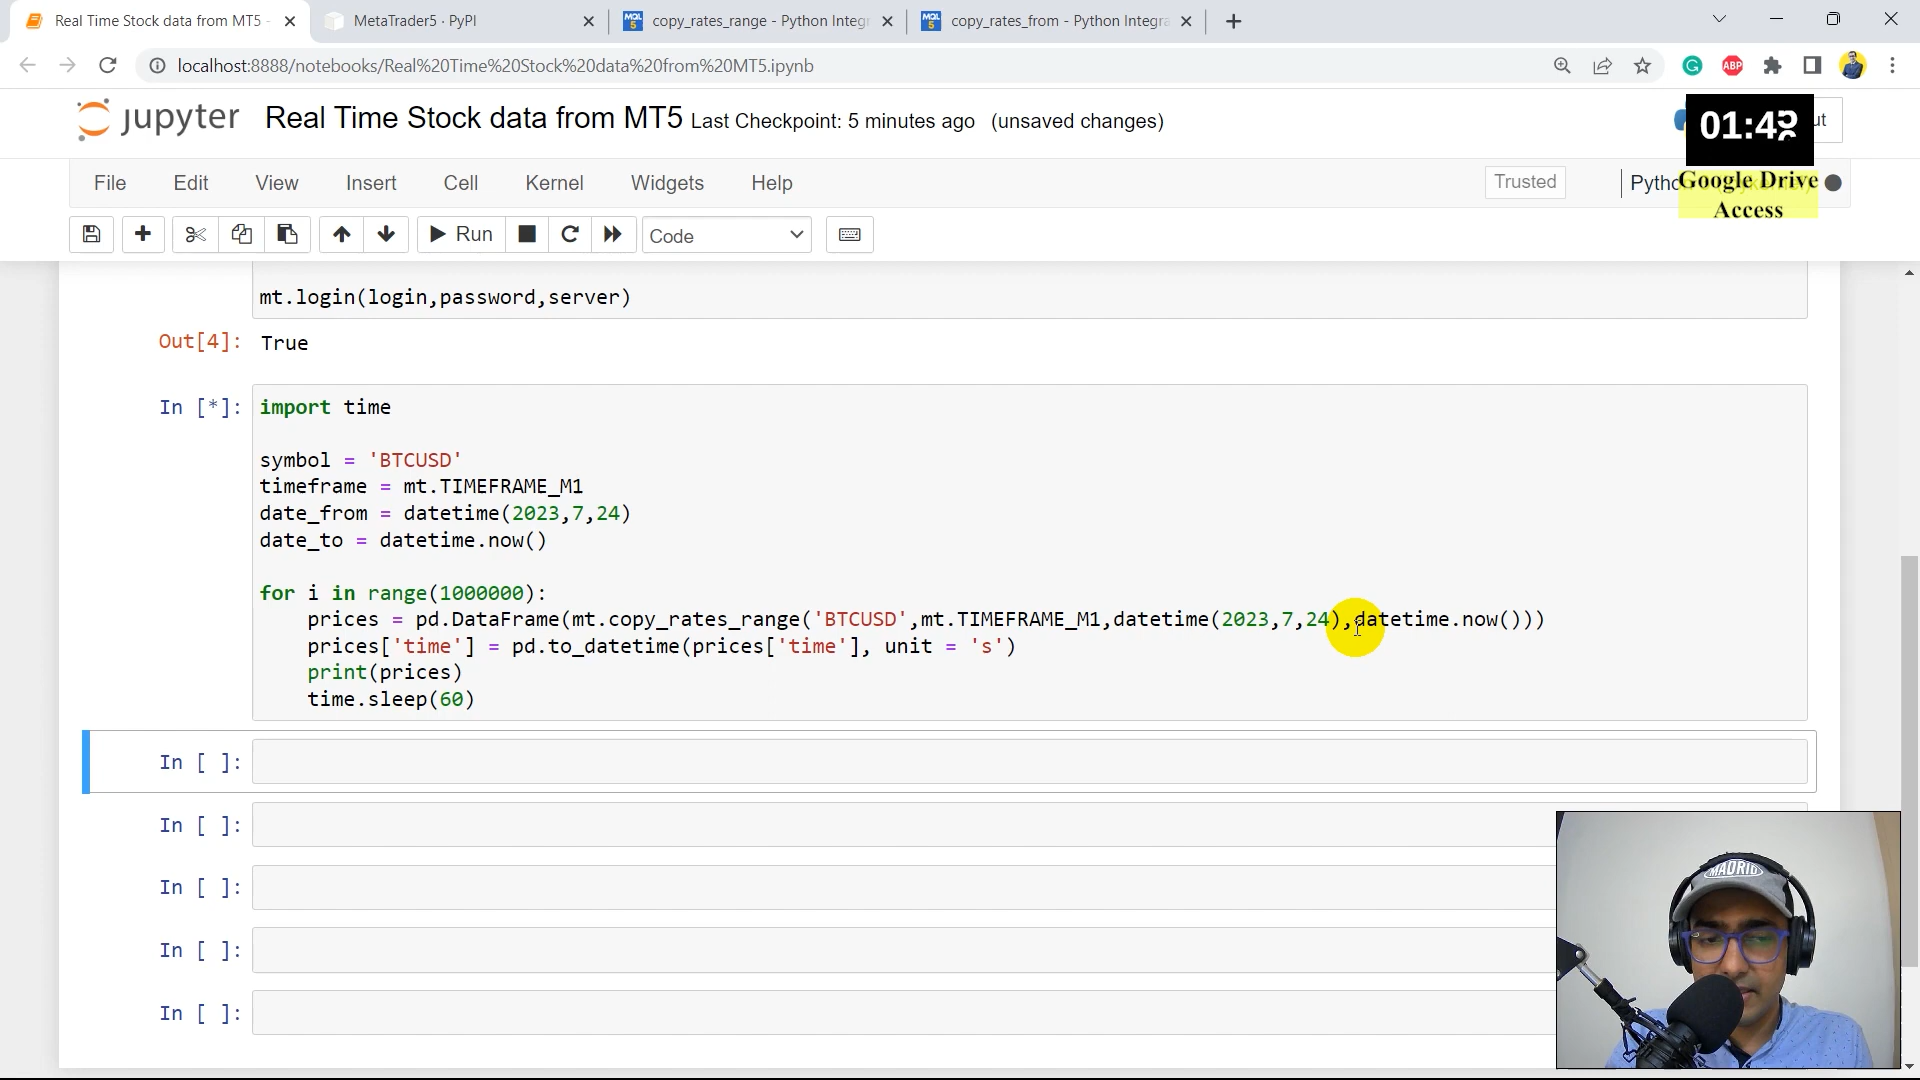 Real Time Stock data from MT5 -
MetaTrader5 · PyPI
copy_rates_range - Python Integr
copy_rates_from - Python Integra
localhost:8888/notebooks/Real%20Time%20Stock%20data%20from%20MT5.ipynb
ABP
jupyter Real Time Stock data from MT5 Last Checkpoint: 5 minutes ago (unsaved changes)
ut
File Edit View Insert Cell Kernel Widgets Help
Trusted
Pytho
Google Drive
Access
Run
Code
mt.login(login,password,server)
Out[4]: True
In [*]: import time
symbol = 'BTCUSD'
timeframe = mt.TIMEFRAME_M1
date_from = datetime(2023,7,24)
date_to = datetime.now()
for i in range(1000000):
prices = pd.DataFrame(mt.copy_rates_range('BTCUSD',mt.TIMEFRAME_M1,datetime(2023,7,24),datetime.now()))
prices['time'] = pd.to_datetime(prices['time'], unit = 's')
print(prices)
time.sleep(60)
In [ ]:
In [ ]:
In [ ]:
In [ ]:
In [ ]:
MADRID